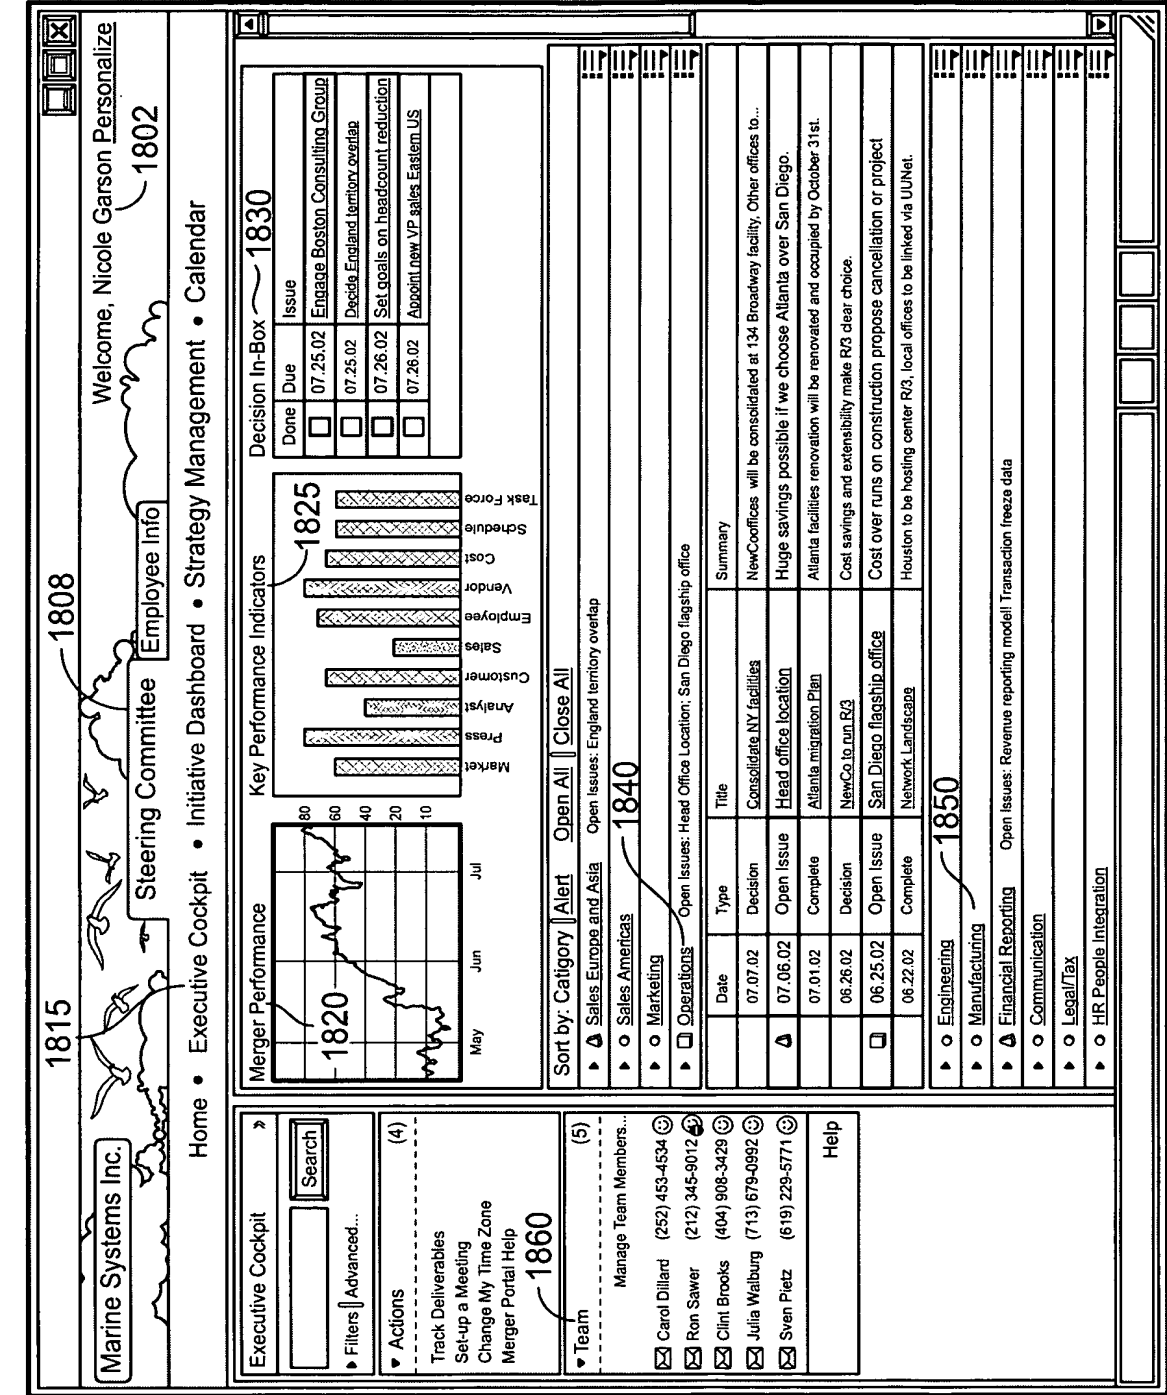 1815
1808
Marine Systems Inc.
Steering Committee
Employee Info
Welcome, Nicole Garson Personalize
1802
Home • Executive Cockpit • Initiative Dashboard • Strategy Management • Calendar
Executive Cockpit »
Search
Filters Advanced...
Actions (4)
Track Deliverables
Set-up a Meeting
Change My Time Zone
Merger Portal Help
1860
Team (5)
Manage Team Members...
Carol Dillard (252) 453-4534
Ron Sawer (212) 345-9012
Clint Brooks (404) 908-3429
Julia Walburg (713) 679-0992
Sven Pietz (619) 229-5771
Help
Merger Performance
1820
80
60
40
20
10
May Jun Jul
Key Performance Indicators
1825
Market
Press
Analyst
Customer
Sales
Employee
Vendor
Cost
Schedule
Task Force
Decision In-Box 1830
Done Due Issue
07.25.02 Engage Boston Consulting Group
07.25.02 Decide England territory overlap
07.26.02 Set goals on headcount reduction
07.26.02 Appoint new VP sales Eastern US
Sort by: Catigory Alert Open All Close All
Sales Europe and Asia Open Issues: England territory overlap
Sales Americas
1840
Marketing
Operations Open Issues: Head Office Location; San Diego flagship office
Date Type Title Summary
07.07.02 Decision Consolidate NY facilities NewCooffices will be consolidated at 134 Broadway facility, Other offices to...
07.06.02 Open Issue Head office location Huge savings possible if we choose Atlanta over San Diego.
07.01.02 Complete Atlanta migration Plan Atlanta facilities renovation will be renovated and occupied by October 31st.
06.26.02 Decision NewCo to run R/3 Cost savings and extensibility make R/3 clear choice.
06.25.02 Open Issue San Diego flagship office Cost over runs on construction propose cancellation or project
06.22.02 Complete Network Landscape Houston to be hosting center R/3, local offices to be linked via UUNet.
Engineering
1850
Manufacturing
Financial Reporting Open Issues: Revenue reporting model! Transaction freeze data
Communication
Legal/Tax
HR People Integration